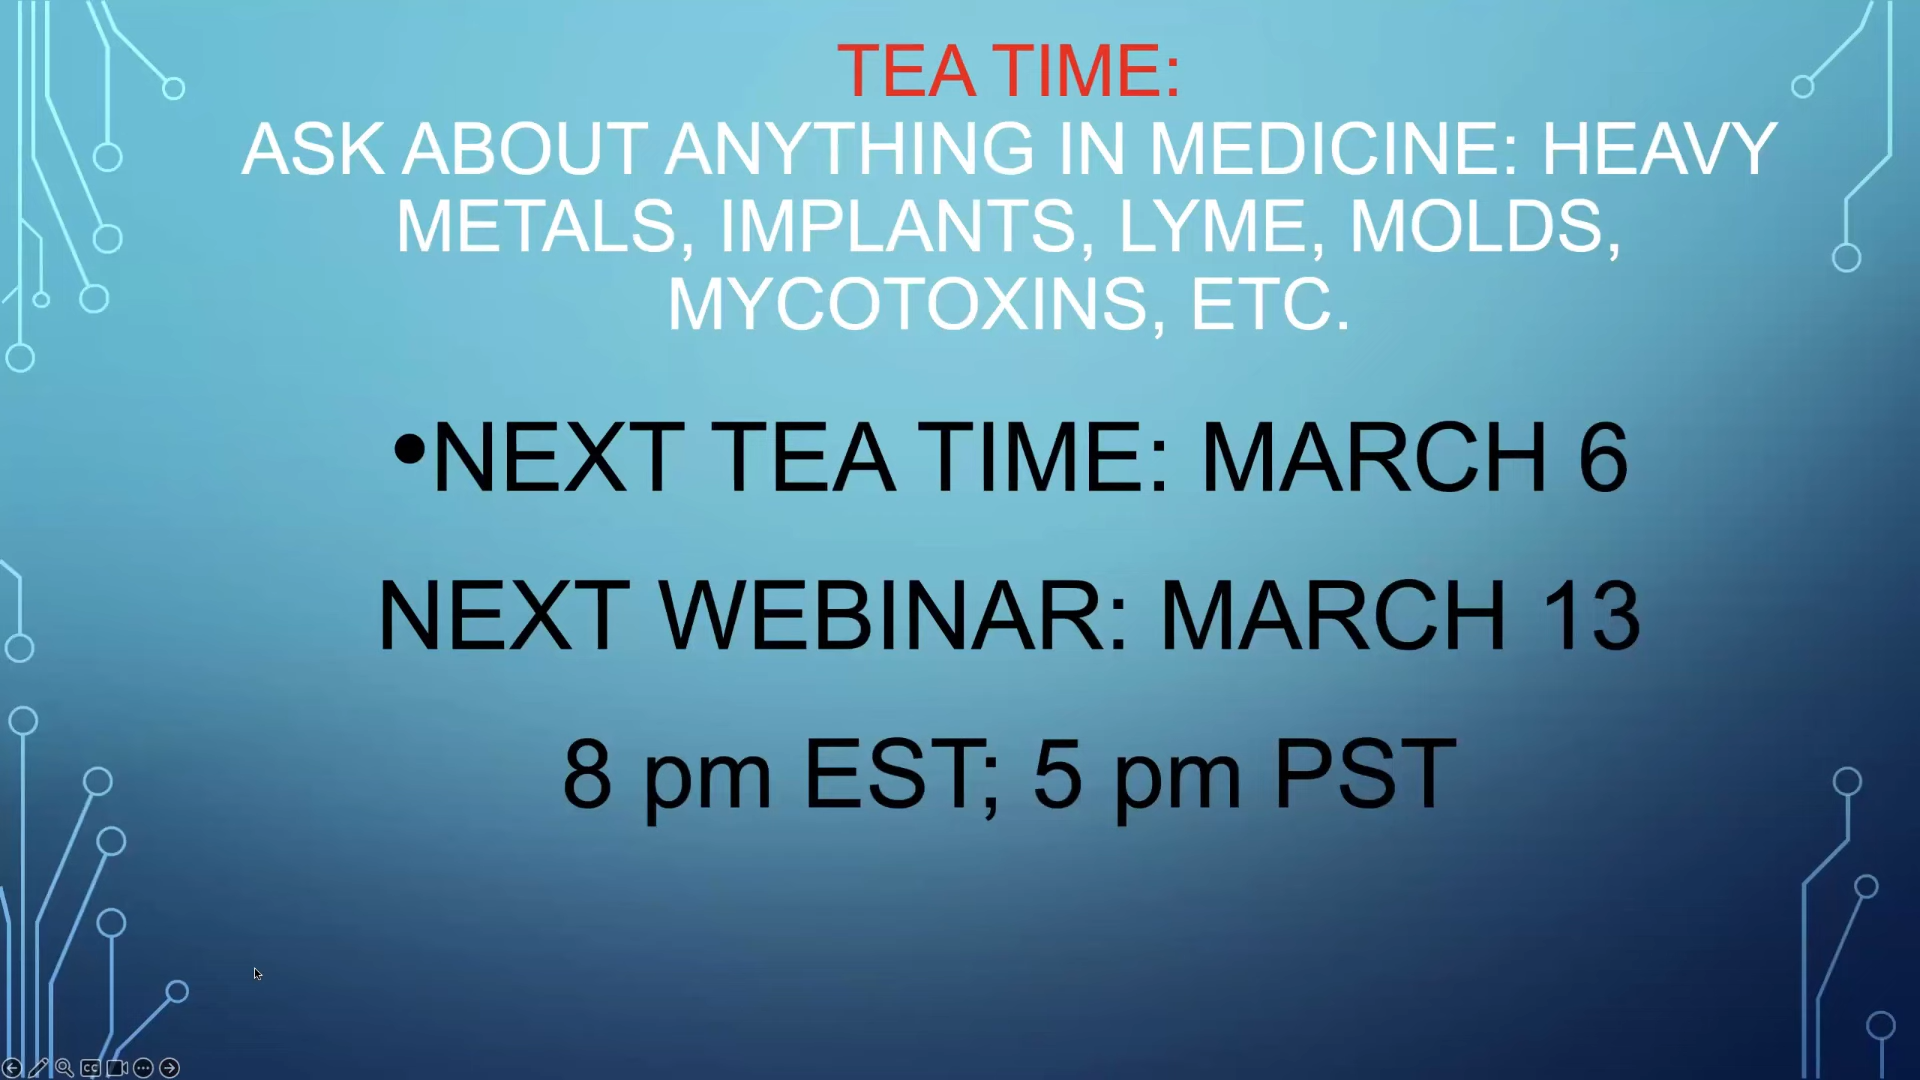 TEA TIME:
ASK ABOUT ANYTHING IN MEDICINE: HEAVY
METALS, IMPLANTS, LYME, MOLDS,
MYCOTOXINS, ETC.
•NEXT TEA TIME: MARCH 6
NEXT WEBINAR: MARCH 13
8 pm EST; 5 pm PST
CC